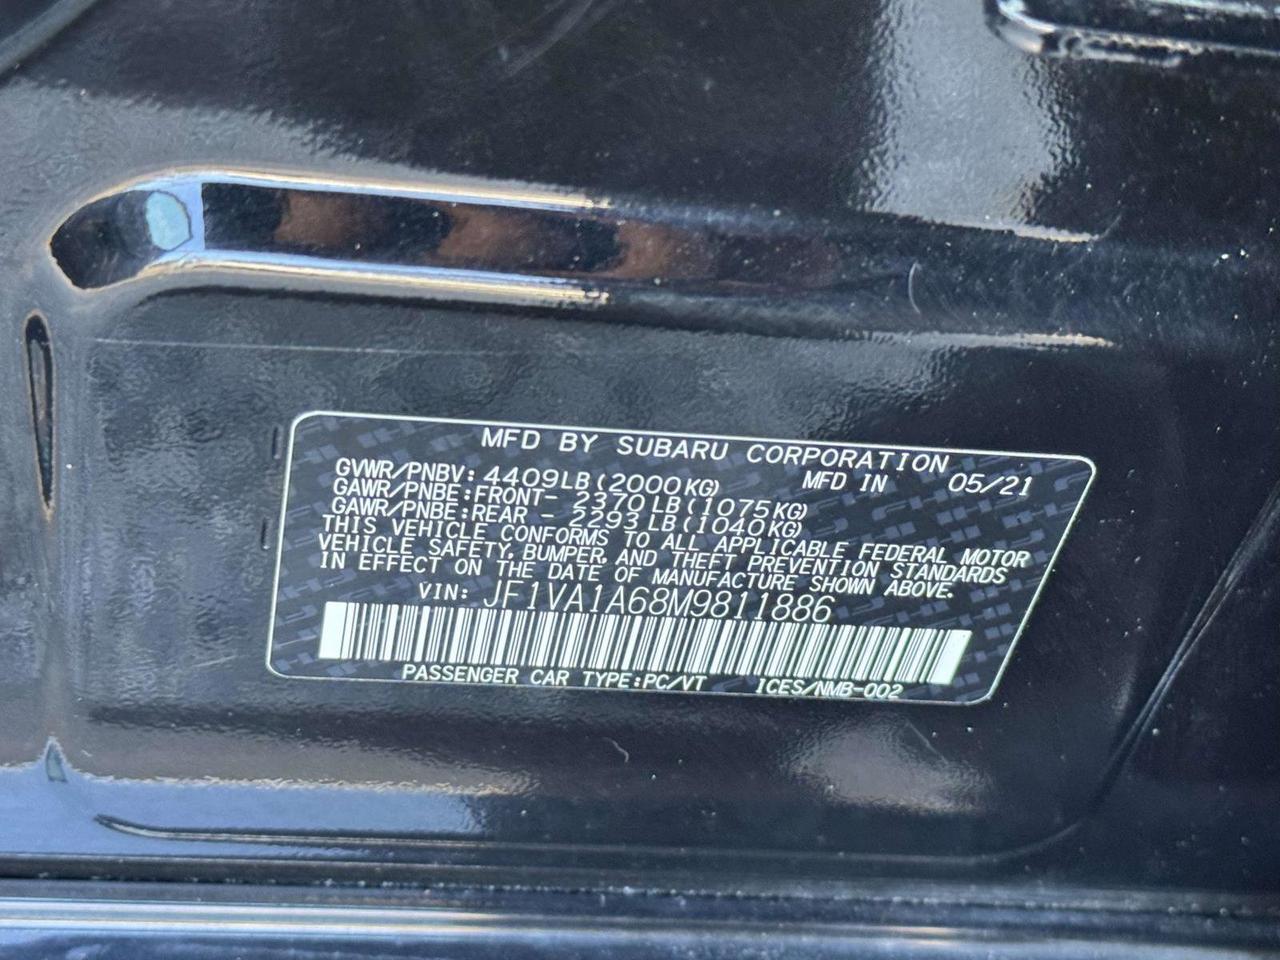 MFD BY SUBARU CORPORATION
GVWR/PNBV: 4409LB(2000KG) MFD IN 05/21
GAWR/PNBE:FRONT- 2370LB(1075KG)
GAWR/PNBE:REAR - 2293LB(1040KG)
THIS VEHICLE CONFORMS TO ALL APPLICABLE FEDERAL MOTOR
VEHICLE SAFETY, BUMPER, AND THEFT PREVENTION STANDARDS
IN EFFECT ON THE DATE OF MANUFACTURE SHOWN ABOVE.
VIN: JF1VA1A68M9811886
PASSENGER CAR TYPE:PC/VT ICES/NMB-002